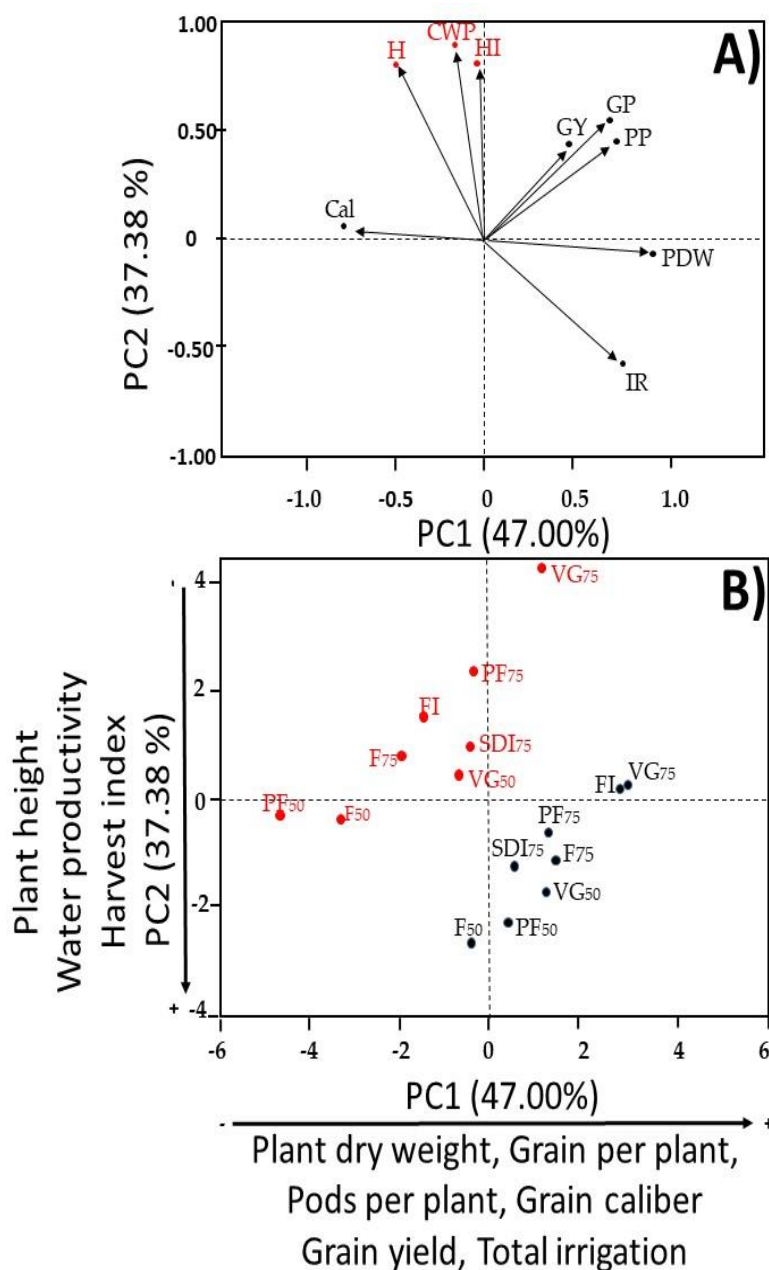 A)
1.00
0.50
0
-0.50
-1.00
PC2 (37.38 %)
H
CWP
HI
GY
GP
PP
Cal
PDW
IR
-1.0
-0.5
0
0.5
1.0
PC1 (47.00%)
B)
4
2
0
-2
-4
-
+
Plant height
Water productivity
Harvest index
PC2 (37.38 %)
VG75
PF75
FI
SDI75
F75
VG50
PF50
F50
FI
VG75
PF75
SDI75
F75
VG50
F50
PF50
-6
-4
-2
0
2
4
6
PC1 (47.00%)
-
+
Plant dry weight, Grain per plant,
Pods per plant, Grain caliber
Grain yield, Total irrigation